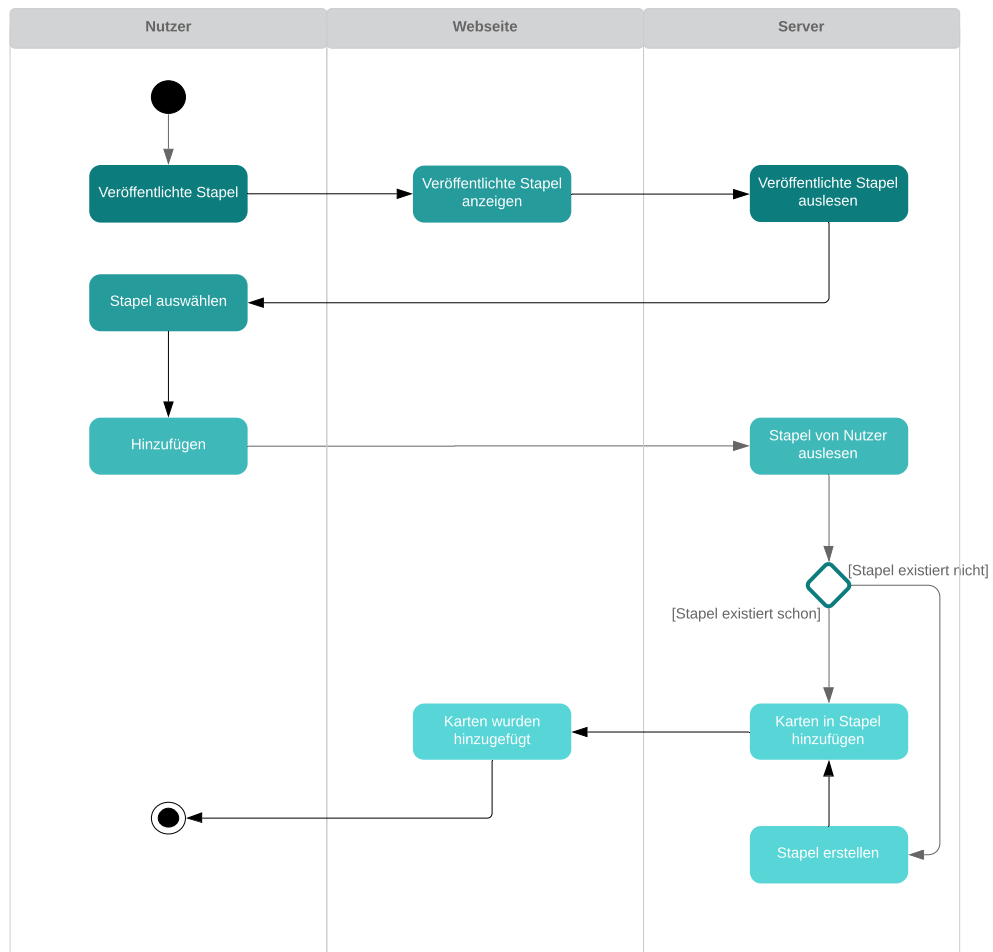 Nutzer
Webseite
Server
Veröffentlichte Stapel
Veröffentlichte Stapel
anzeigen
Veröffentlichte Stapel
auslesen
Stapel auswählen
Hinzufügen
Stapel von Nutzer
auslesen
[Stapel existiert nicht]
[Stapel existiert schon]
Karten wurden
hinzugefügt
Karten in Stapel
hinzufügen
Stapel erstellen